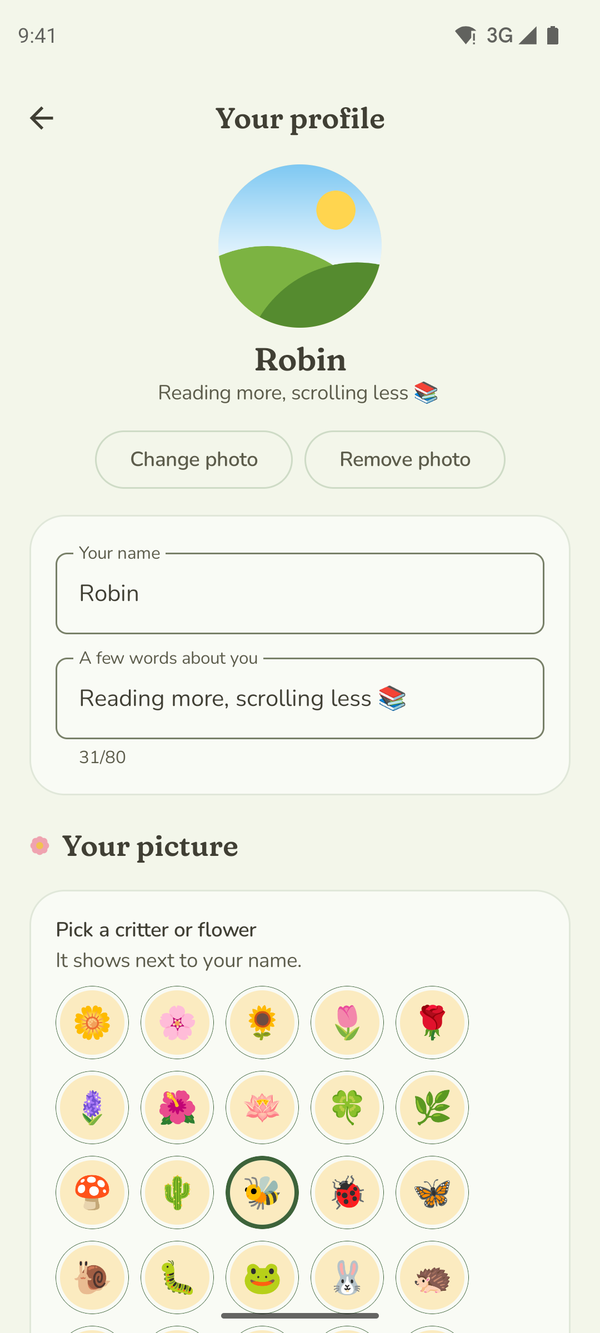 9:41
3G
Your profile
Robin
Reading more, scrolling less 📚
Change photo
Remove photo
Your name
Robin
A few words about you
Reading more, scrolling less 📚
31/80
Your picture
Pick a critter or flower
It shows next to your name.